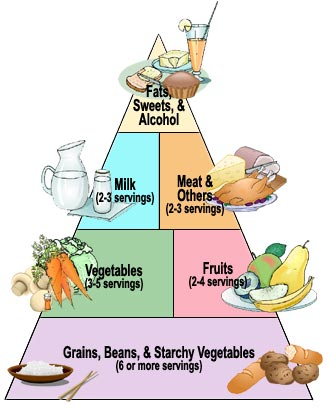 Fats,
Sweets, &
Alcohol
Milk
(2-3 servings)
Meat &
Others
(2-3 servings)
Vegetables
(3-5 servings)
Fruits
(2-4 servings)
Grains, Beans, & Starchy Vegetables
(6 or more servings)